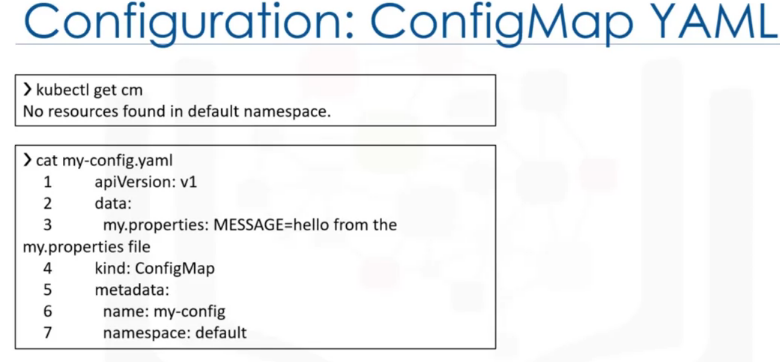 Configuration: ConfigMap YAML
❯ kubectl get cm
No resources found in default namespace.
❯ cat my-config.yaml
1 apiVersion: v1
2 data:
3 my.properties: MESSAGE=hello from the
my.properties file
4 kind: ConfigMap
5 metadata:
6 name: my-config
7 namespace: default